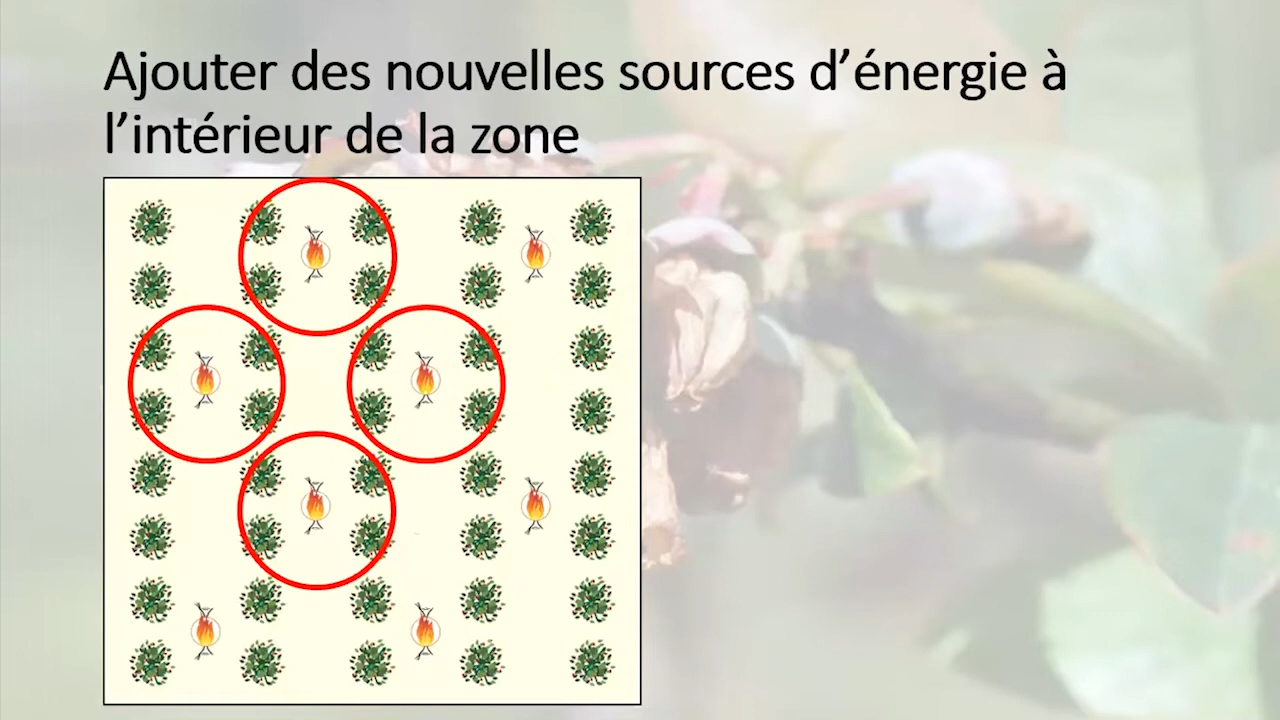 Ajouter des nouvelles sources d’énergie à
l’intérieur de la zone